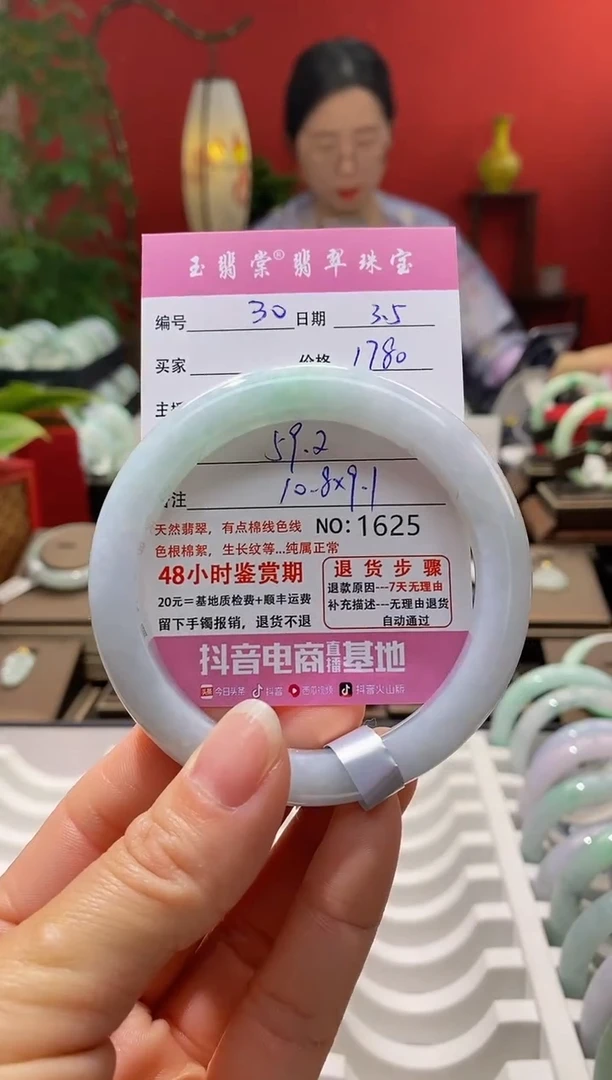 玉翡棠®翡翠珠宝
编号 30 日期 3.5
买家 价格 1780
59.2
10.8×9.1
天然翡翠，有点棉线色线 NO:1625
色根棉絮，生长纹等...纯属正常
48小时鉴赏期
20元=基地质检费+顺丰运费
留下手镯报销，退货不退
退货步骤
退款原因---7天无理由
补充描述---无理由退货
自动通过
抖音电商直播基地
头条 今日头条 抖音 西瓜视频 抖音火山版